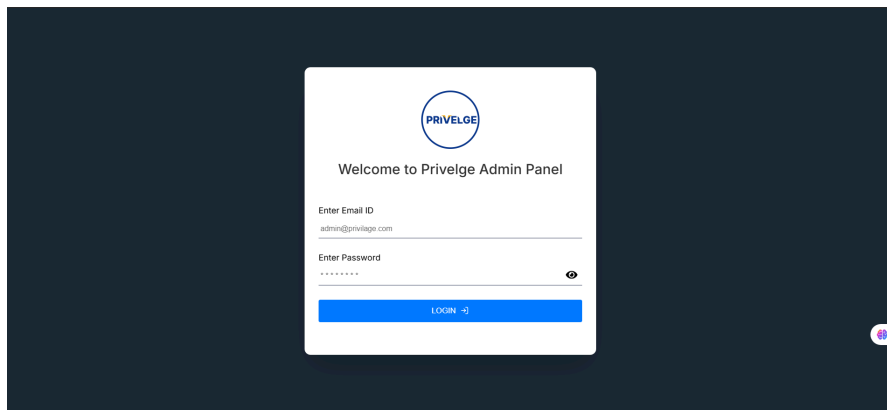 PRIVELGE
Welcome to Privelge Admin Panel
Enter Email ID
admin@privilage.com
Enter Password
********
LOGIN